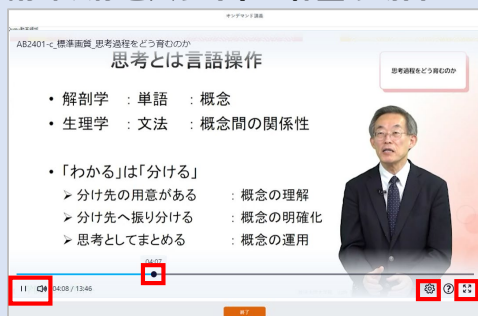 オンデマンド講義
AB2401-c_標準画質_思考過程をどう育むのか
思考とは言語操作
思考過程をどう育むのか
• 解剖学 ：単語 ：概念
• 生理学 ：文法 ：概念間の関係性
• 「わかる」は「分ける」
➢ 分け先の用意がある ：概念の理解
➢ 分け先へ振り分ける ：概念の明確化
➢ 思考としてまとめる ：概念の運用
04:07
04:08 / 13:46
終了